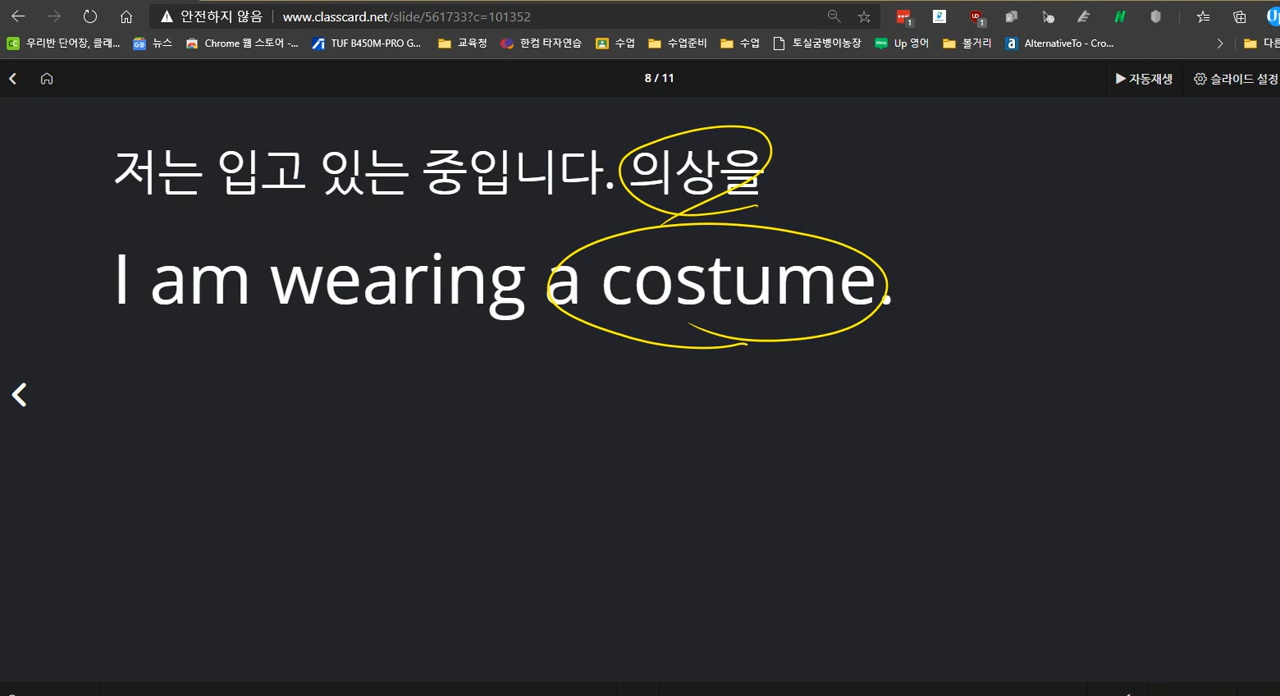 안전하지 않음 www.classcard.net/slide/561733?c=101352
우리반 단어장, 클래... 뉴스 Chrome 웹 스토어 -... TUF B450M-PRO G... 교육청 한컴 타자연습 수업 수업준비 수업 토실굼벵이농장 Up 영어 볼거리 AlternativeTo - Cro... 다른
8 / 11 자동재생 슬라이드 설정
저는 입고 있는 중입니다. 의상을
I am wearing a costume.